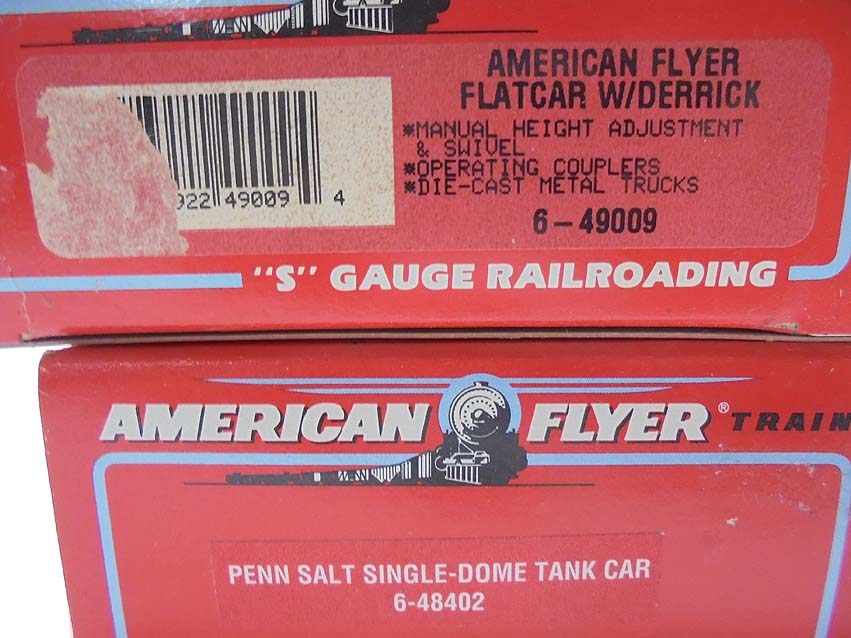 AMERICAN FLYER
FLATCAR W/DERRICK
*MANUAL HEIGHT ADJUSTMENT
& SWIVEL
*OPERATING COUPLERS
*DIE-CAST METAL TRUCKS
6-49009
922 49009 4
"S" GAUGE RAILROADING
AMERICAN FLYER® TRAIN
PENN SALT SINGLE-DOME TANK CAR
6-48402